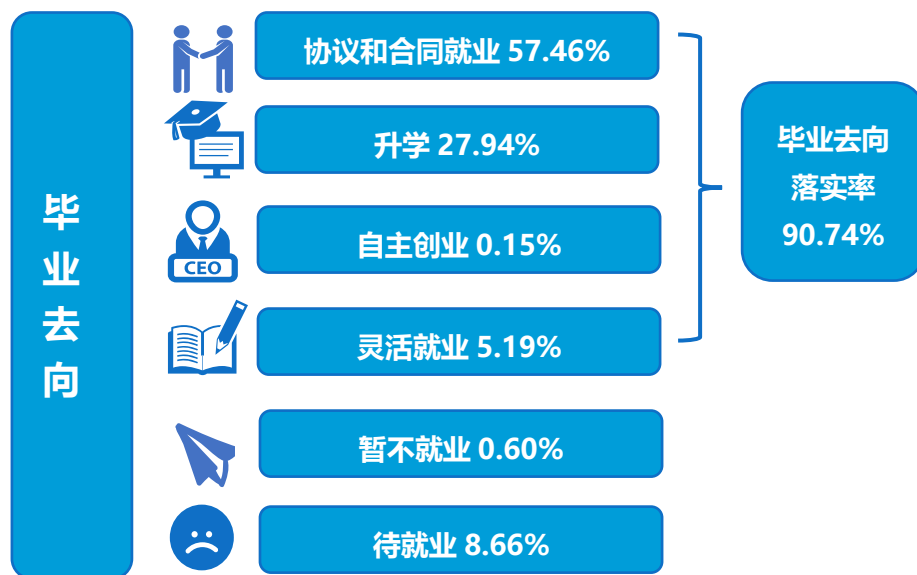 毕业去向
协议和合同就业 57.46%
升学 27.94%
CEO
自主创业 0.15%
灵活就业 5.19%
暂不就业 0.60%
待就业 8.66%
毕业去向
落实率
90.74%